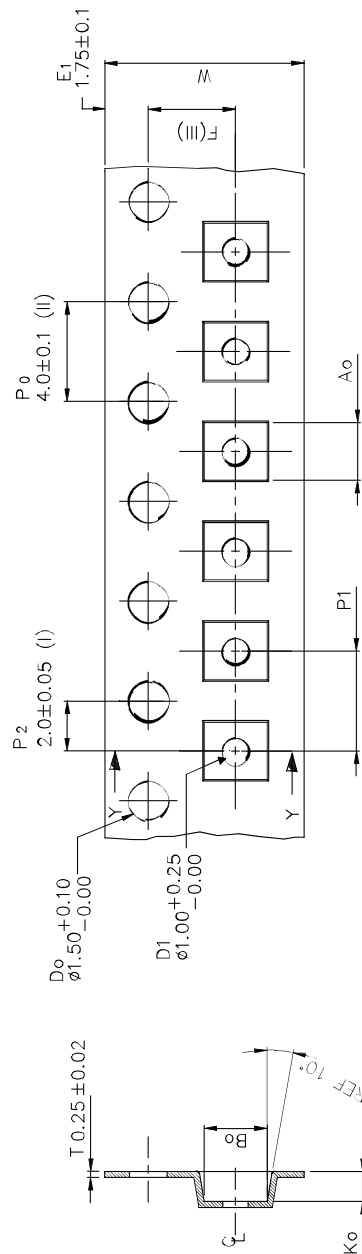 E1
1.75±0.1
W
F(III)
P0
4.0±0.1 (II)
Ao
P1
P2
2.0±0.05 (I)
Y
Y
Do
ø1.50 +0.10
-0.00
D1
ø1.00 +0.25
-0.00
T 0.25±0.02
Bo
REF 10°
CL
Ko